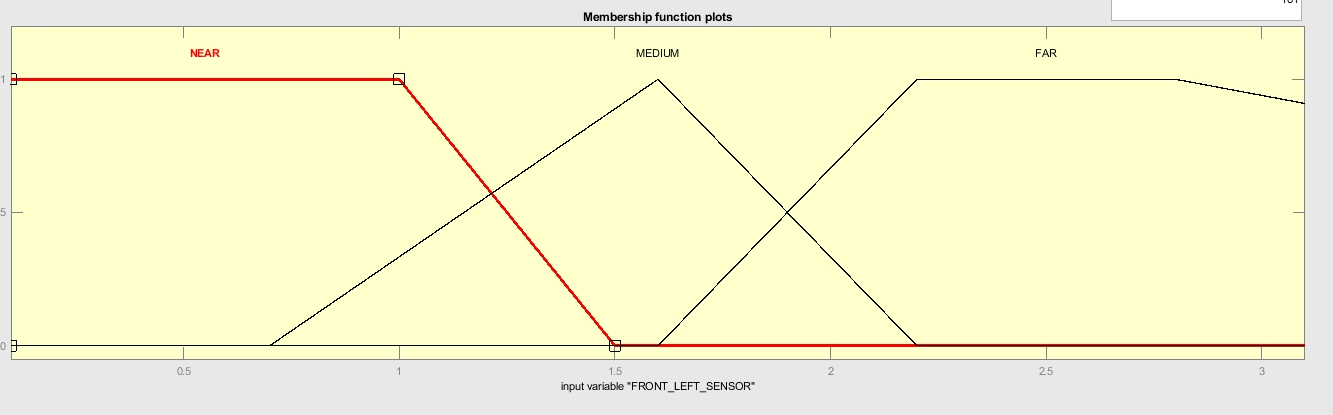 Membership function plots
NEAR MEDIUM FAR
1
5
0
0.5 1 1.5 2 2.5 3
input variable "FRONT_LEFT_SENSOR"